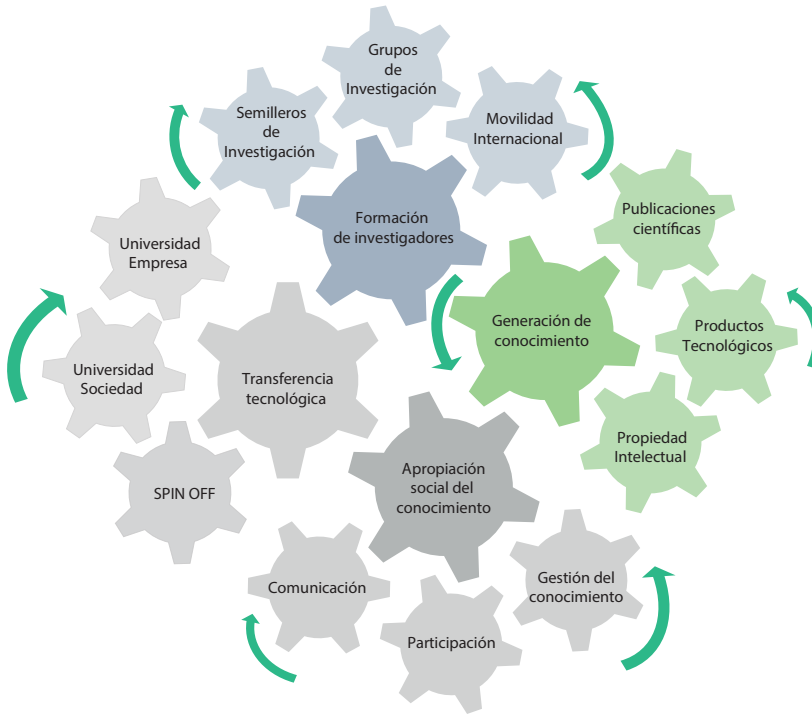 Grupos
de
Investigación
Semilleros
de
Investigación
Movilidad
Internacional
Formación
de investigadores
Publicaciones
científicas
Universidad
Empresa
Generación de
conocimiento
Productos
Tecnológicos
Universidad
Sociedad
Transferencia
tecnológica
Propiedad
Intelectual
SPIN OFF
Apropiación
social del
conocimiento
Comunicación
Gestión del
conocimiento
Participación